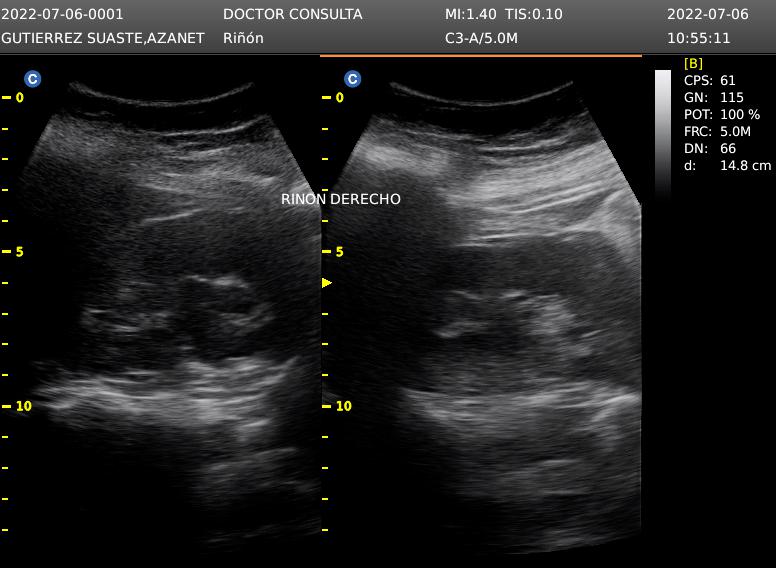 2022-07-06-0001 DOCTOR CONSULTA MI:1.40 TIS:0.10 2022-07-06
GUTIERREZ SUASTE,AZANET Riñón C3-A/5.0M 10:55:11
C C
[B]
0 0
CPS: 61
GN: 115
POT: 100 %
FRC: 5.0M
DN: 66
d: 14.8 cm
RINON DERECHO
5 5
10 10